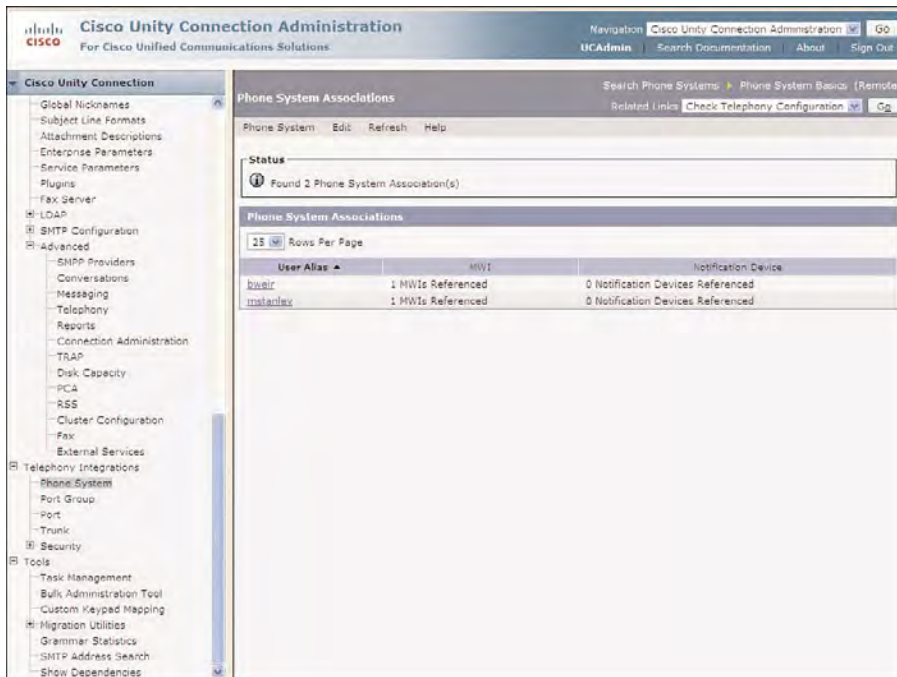 cisco
Cisco Unity Connection Administration
For Cisco Unified Communications Solutions
Navigation Cisco Unity Connection Administration Go
UCAdmin Search Documentation About Sign Out
Cisco Unity Connection
Global Nicknames
Subject Line Formats
Attachment Descriptions
Enterprise Parameters
Service Parameters
Plugins
Fax Server
LDAP
SMTP Configuration
Advanced
SMPP Providers
Conversations
Messaging
Telephony
Reports
Connection Administration
TRAP
Disk Capacity
PCA
RSS
Cluster Configuration
Fax
External Services
Telephony Integrations
Phone System
Port Group
Port
Trunk
Security
Tools
Task Management
Bulk Administration Tool
Custom Keypad Mapping
Migration Utilities
Grammar Statistics
SMTP Address Search
Show Dependencies
Phone System Associations
Search Phone Systems Phone System Basics (Remote
Related Links Check Telephony Configuration Go
Phone System Edit Refresh Help
Status
Found 2 Phone System Association(s)
Phone System Associations
25 Rows Per Page
User Alias MWI Notification Device
bweir 1 MWIs Referenced 0 Notification Devices Referenced
mstanley 1 MWIs Referenced 0 Notification Devices Referenced